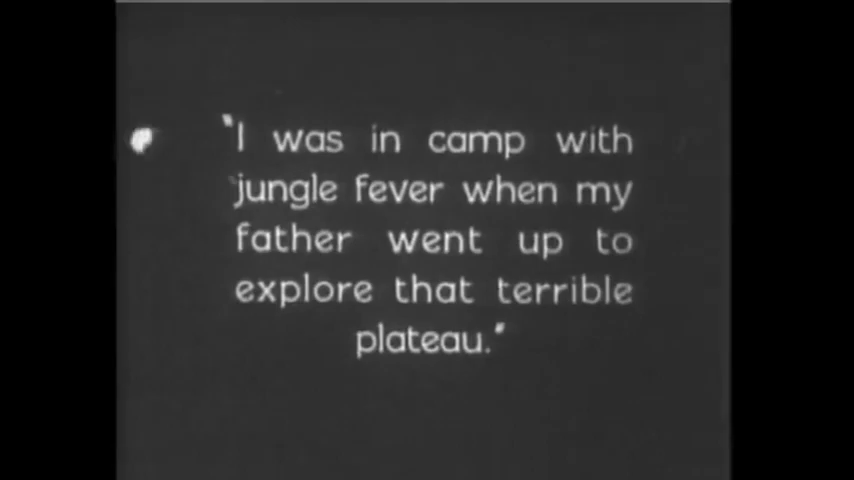 "I was in camp with
jungle fever when my
father went up to
explore that terrible
plateau."